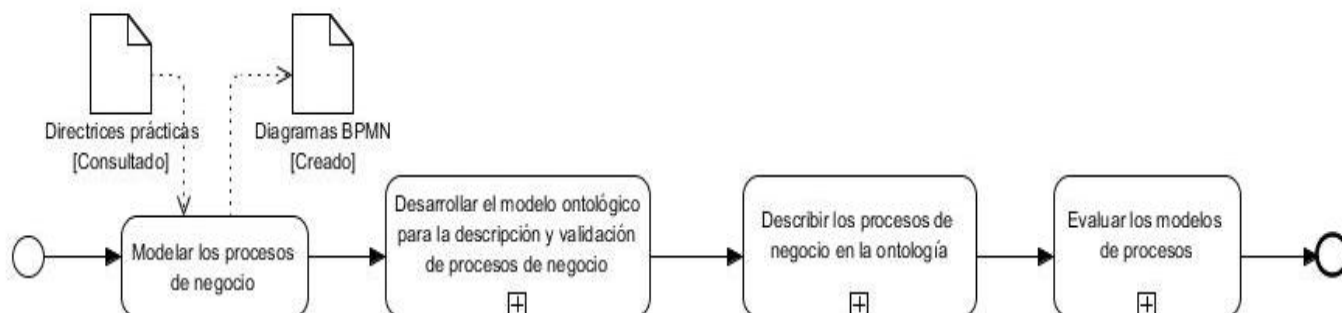 Directrices prácticas
[Consultado]
Diagramas BPMN
[Creado]
Modelar los procesos
de negocio
Desarrollar el modelo ontológico
para la descripción y validación
de procesos de negocio
Describir los procesos de
negocio en la ontología
Evaluar los modelos
de procesos